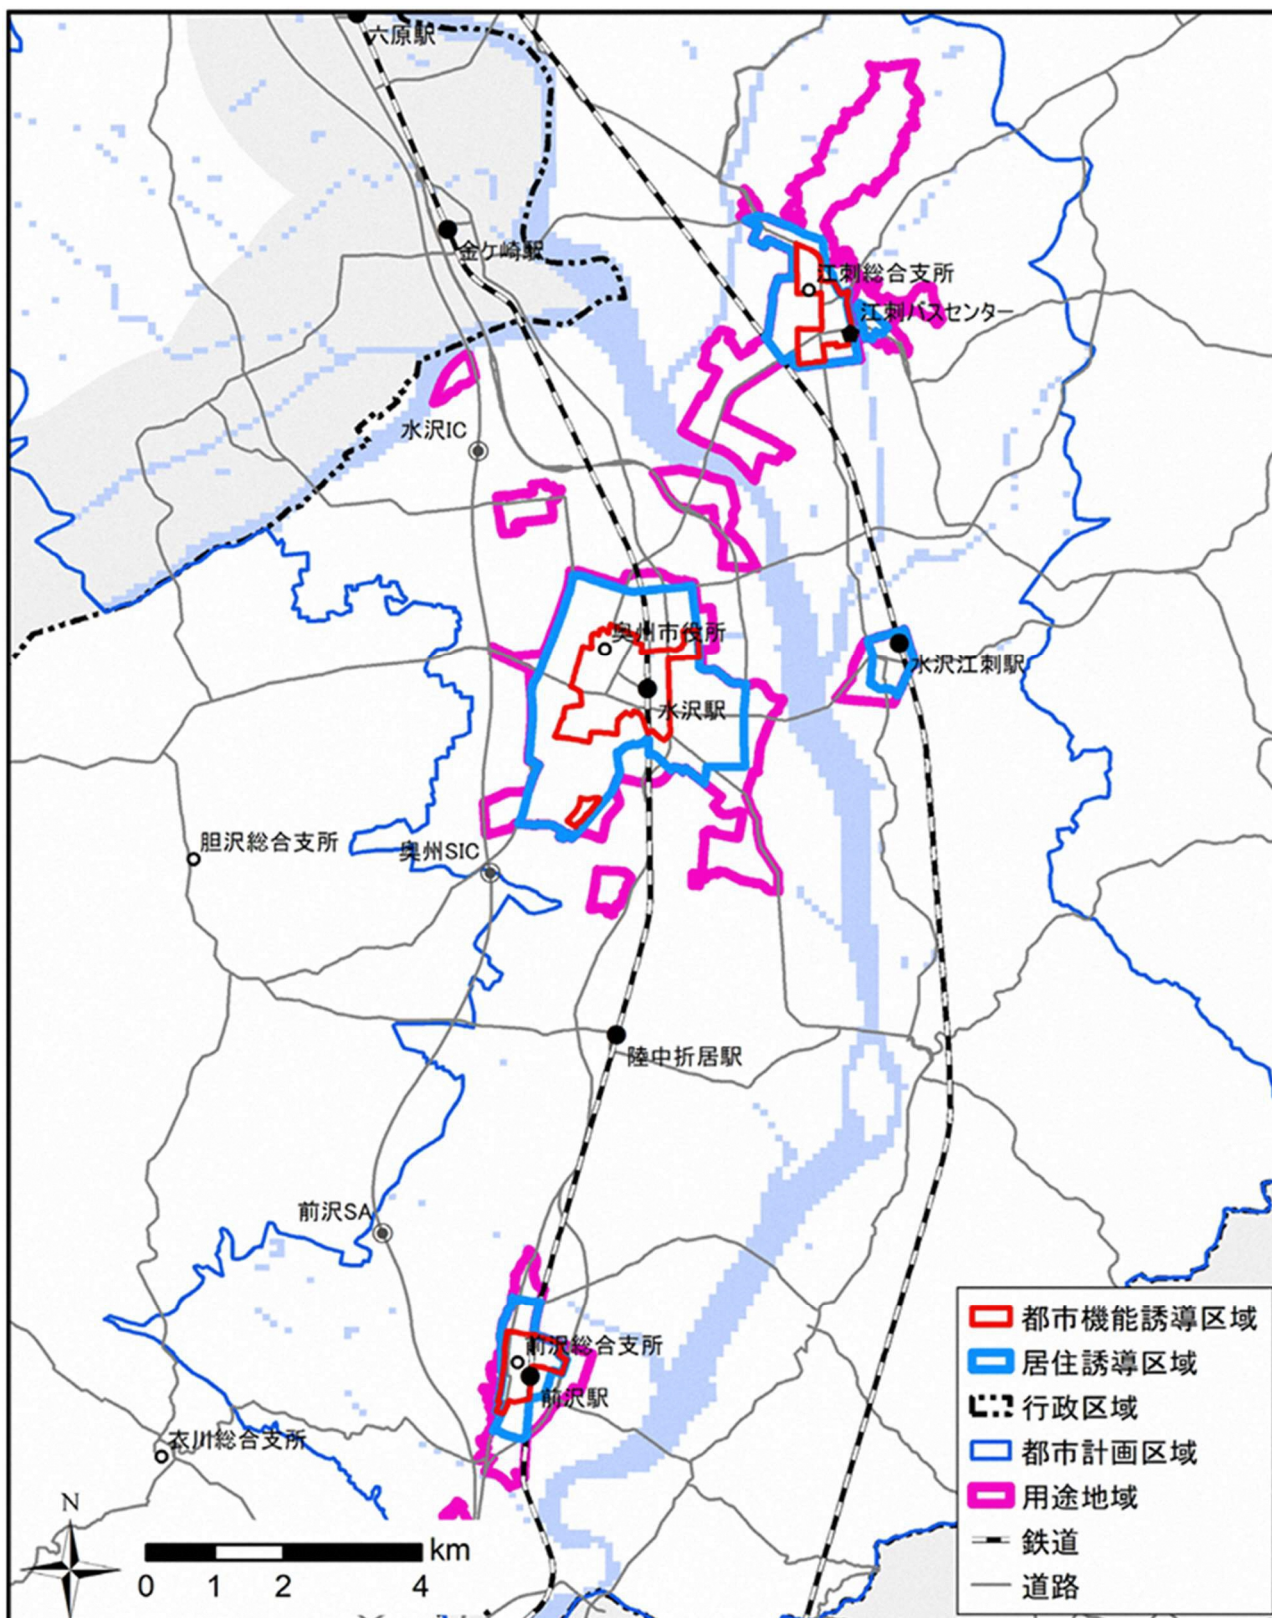 六原駅
金ケ崎駅
江刺総合支所
江刺バスセンター
水沢IC
奥州市役所
水沢江刺駅
水沢駅
胆沢総合支所
奥州SIC
陸中折居駅
前沢SA
前沢総合支所
前沢駅
衣川総合支所
都市機能誘導区域
居住誘導区域
行政区域
都市計画区域
用途地域
鉄道
道路
N
km
0 1 2 4